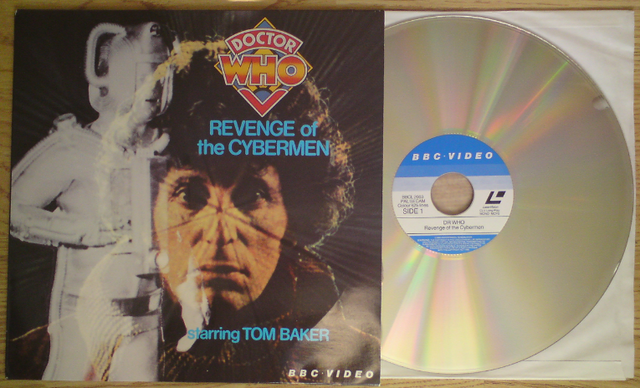 DOCTOR
WHO
REVENGE of
the CYBERMEN
starring TOM BAKER
BBC·VIDEO
BBC·VIDEO
SIDE 1
DR WHO
Revenge of the Cybermen